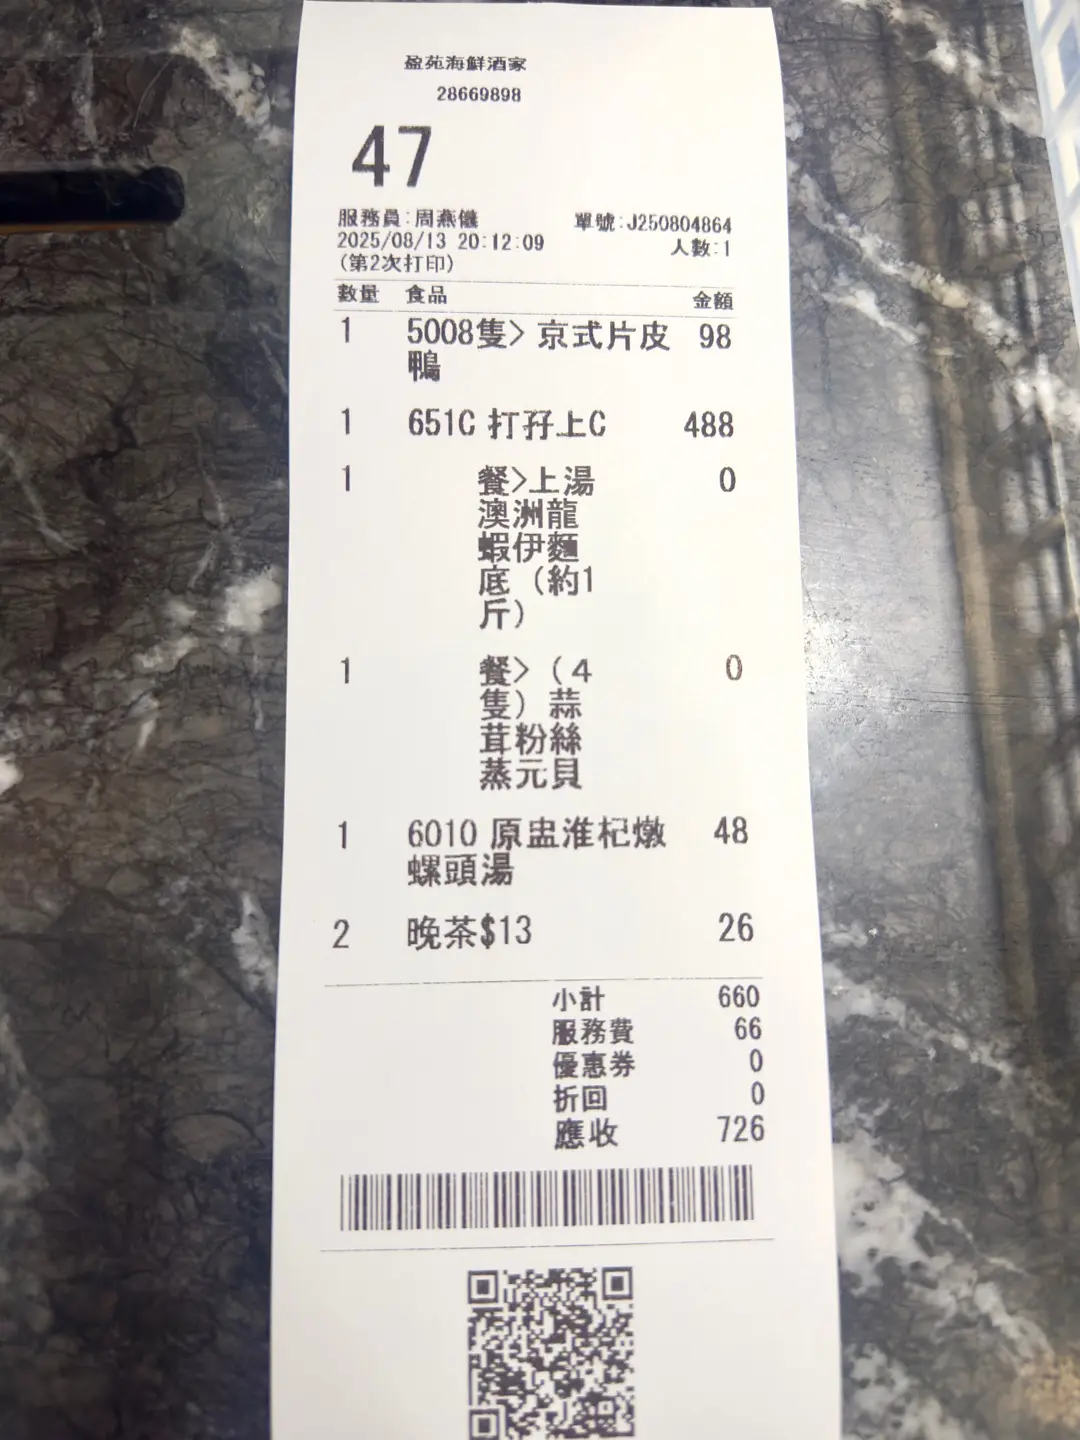 盈苑海鮮酒家
28669898
47
服務員:周燕儀 單號:J250804864
2025/08/13 20:12:09 人數:1
(第2次打印)
數量 食品 金額
1 5008隻> 京式片皮 98
鴨
1 651C 打孖上C 488
1 餐>上湯 0
澳洲龍
蝦伊麵
底（約1
斤）
1 餐>（4 0
隻）蒜
茸粉絲
蒸元貝
1 6010 原盅淮杞燉 48
螺頭湯
2 晚茶$13 26
小計 660
服務費 66
優惠券 0
折回 0
應收 726